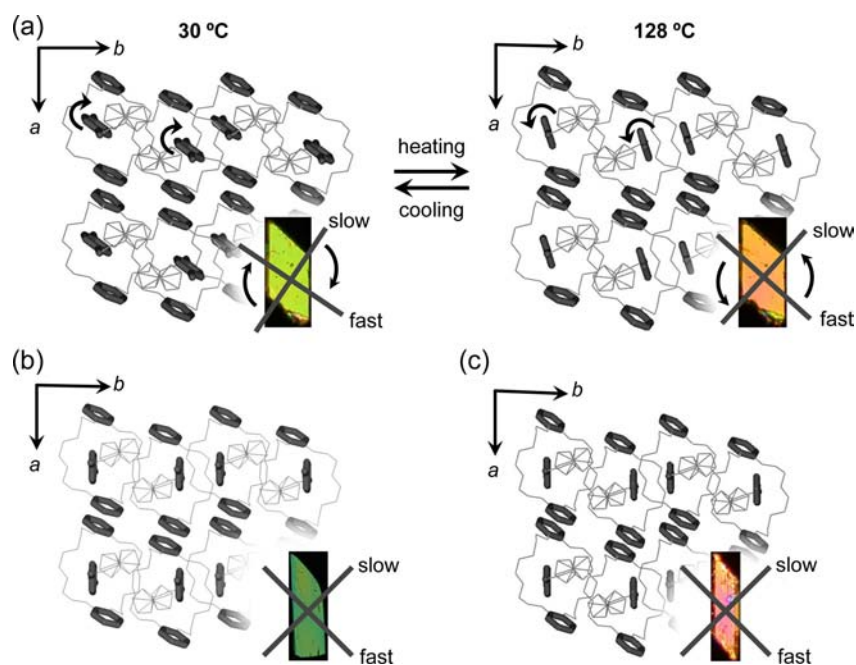 (a)
30 ºC
128 ºC
b
a
b
a
heating
cooling
slow
fast
slow
fast
(b)
b
a
slow
fast
(c)
b
a
slow
fast